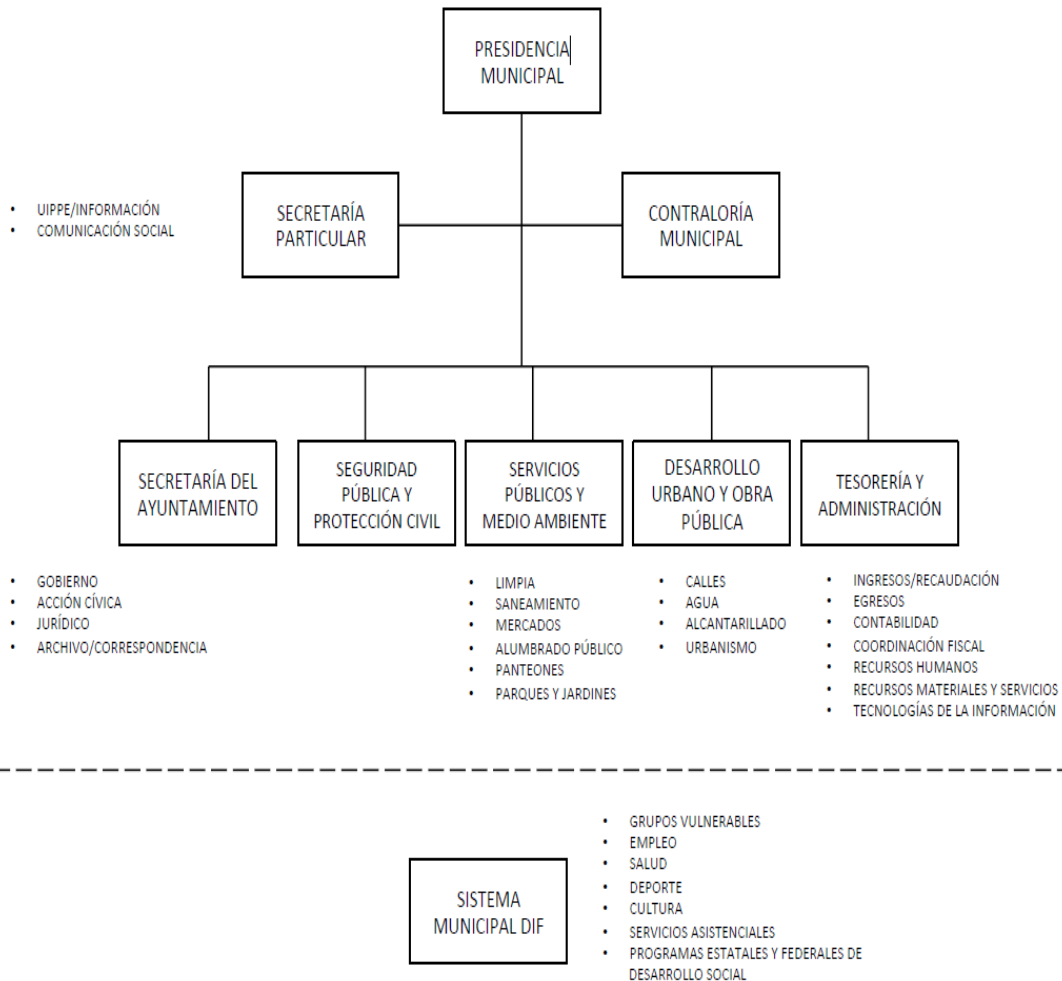 PRESIDENCIA
MUNICIPAL
• UIPPE/INFORMACIÓN
• COMUNICACIÓN SOCIAL
SECRETARÍA
PARTICULAR
CONTRALORÍA
MUNICIPAL
SECRETARÍA DEL
AYUNTAMIENTO
SEGURIDAD
PÚBLICA Y
PROTECCIÓN CIVIL
SERVICIOS
PÚBLICOS Y
MEDIO AMBIENTE
DESARROLLO
URBANO Y OBRA
PÚBLICA
TESORERÍA Y
ADMINISTRACIÓN
• GOBIERNO
• ACCIÓN CÍVICA
• JURÍDICO
• ARCHIVO/CORRESPONDENCIA
• LIMPIA
• SANEAMIENTO
• MERCADOS
• ALUMBRADO PÚBLICO
• PANTEONES
• PARQUES Y JARDINES
• CALLES
• AGUA
• ALCANTARILLADO
• URBANISMO
• INGRESOS/RECAUDACIÓN
• EGRESOS
• CONTABILIDAD
• COORDINACIÓN FISCAL
• RECURSOS HUMANOS
• RECURSOS MATERIALES Y SERVICIOS
• TECNOLOGÍAS DE LA INFORMACIÓN
SISTEMA
MUNICIPAL DIF
• GRUPOS VULNERABLES
• EMPLEO
• SALUD
• DEPORTE
• CULTURA
• SERVICIOS ASISTENCIALES
• PROGRAMAS ESTATALES Y FEDERALES DE
DESARROLLO SOCIAL